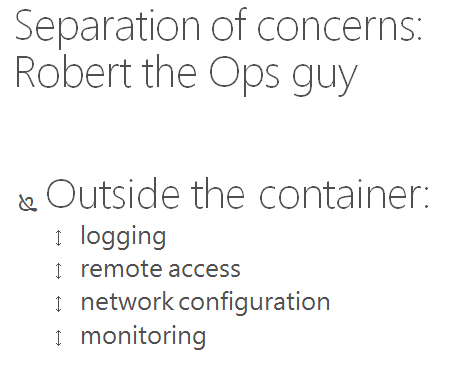 Separation of concerns:
Robert the Ops guy
Outside the container:
logging
remote access
network configuration
monitoring